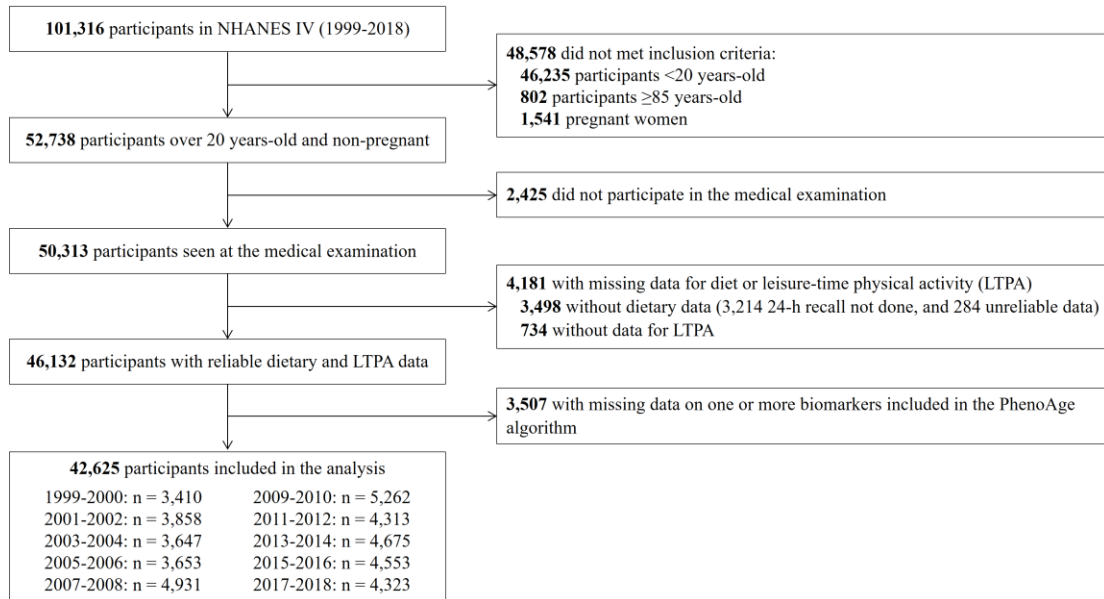 101,316 participants in NHANES IV (1999-2018)
48,578 did not met inclusion criteria:
46,235 participants <20 years-old
802 participants ≥85 years-old
1,541 pregnant women
52,738 participants over 20 years-old and non-pregnant
2,425 did not participate in the medical examination
50,313 participants seen at the medical examination
4,181 with missing data for diet or leisure-time physical activity (LTPA)
3,498 without dietary data (3,214 24-h recall not done, and 284 unreliable data)
734 without data for LTPA
46,132 participants with reliable dietary and LTPA data
3,507 with missing data on one or more biomarkers included in the PhenoAge
algorithm
42,625 participants included in the analysis
1999-2000: n = 3,410 2009-2010: n = 5,262
2001-2002: n = 3,858 2011-2012: n = 4,313
2003-2004: n = 3,647 2013-2014: n = 4,675
2005-2006: n = 3,653 2015-2016: n = 4,553
2007-2008: n = 4,931 2017-2018: n = 4,323